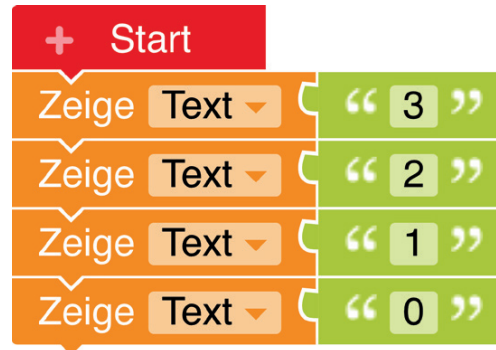 + Start
Zeige Text “ 3 ”
Zeige Text “ 2 ”
Zeige Text “ 1 ”
Zeige Text “ 0 ”